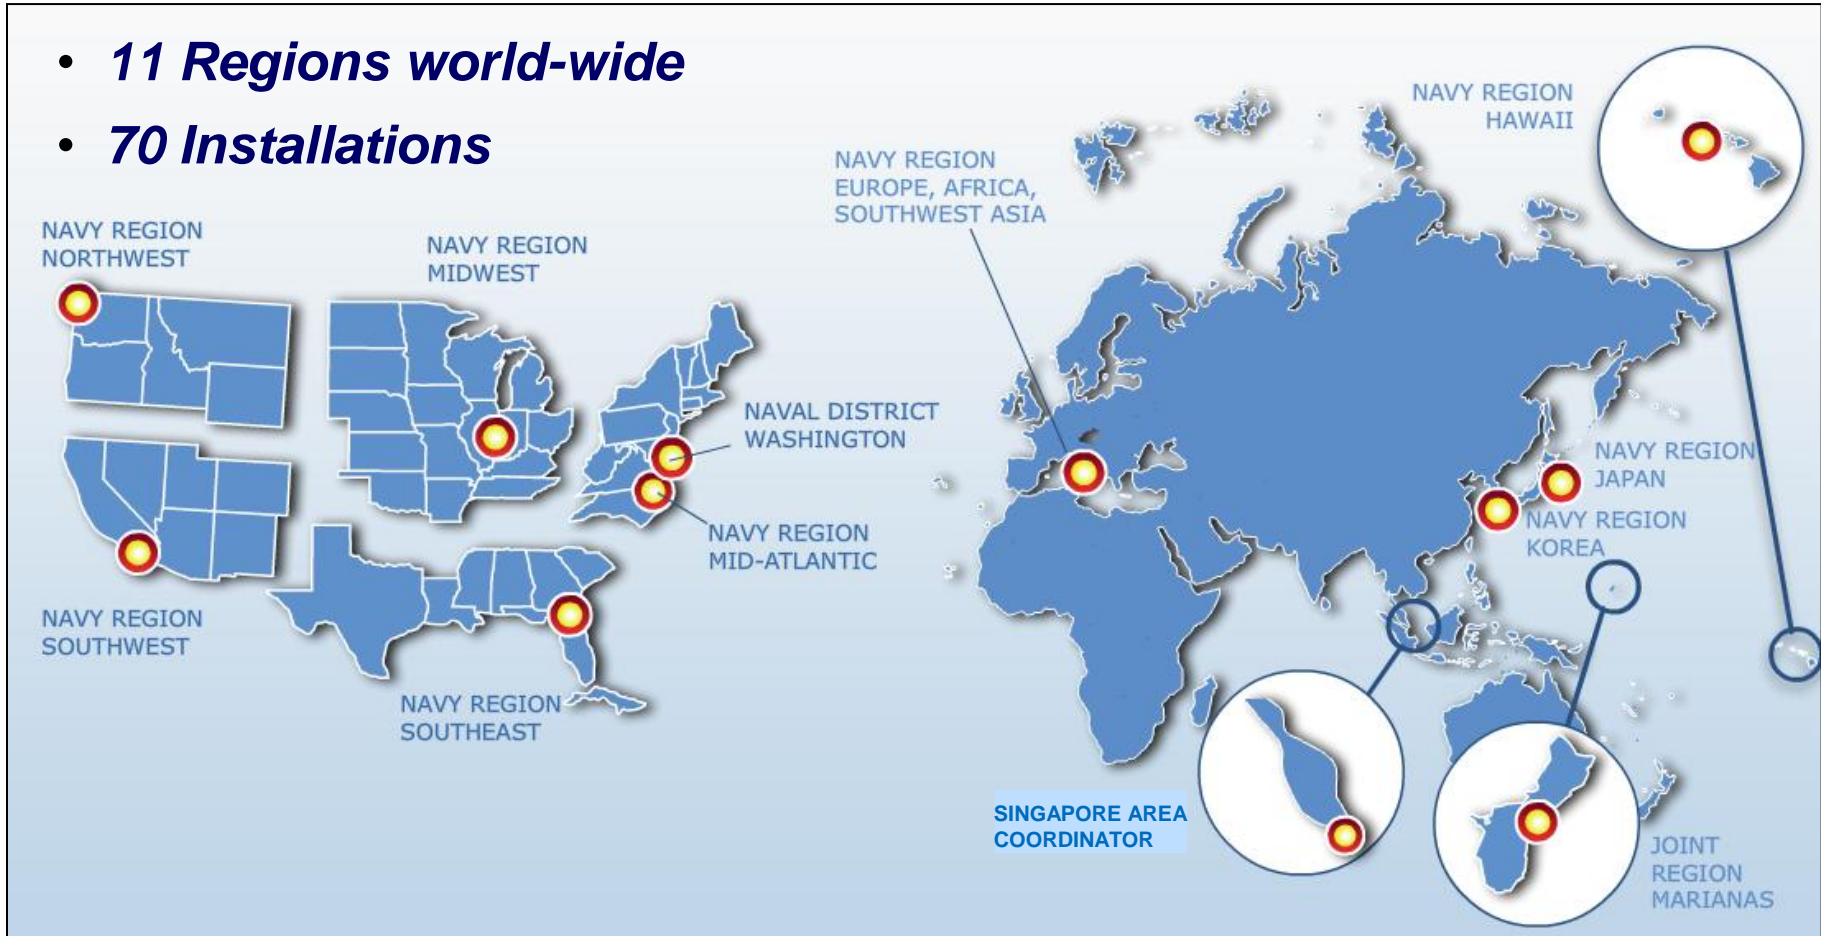 • 11 Regions world-wide
• 70 Installations
NAVY REGION
HAWAII
NAVY REGION
EUROPE, AFRICA,
SOUTHWEST ASIA
NAVY REGION
NORTHWEST
NAVY REGION
MIDWEST
NAVAL DISTRICT
WASHINGTON
NAVY REGION
JAPAN
NAVY REGION
KOREA
NAVY REGION
MID-ATLANTIC
NAVY REGION
SOUTHWEST
NAVY REGION
SOUTHEAST
SINGAPORE AREA
COORDINATOR
JOINT
REGION
MARIANAS